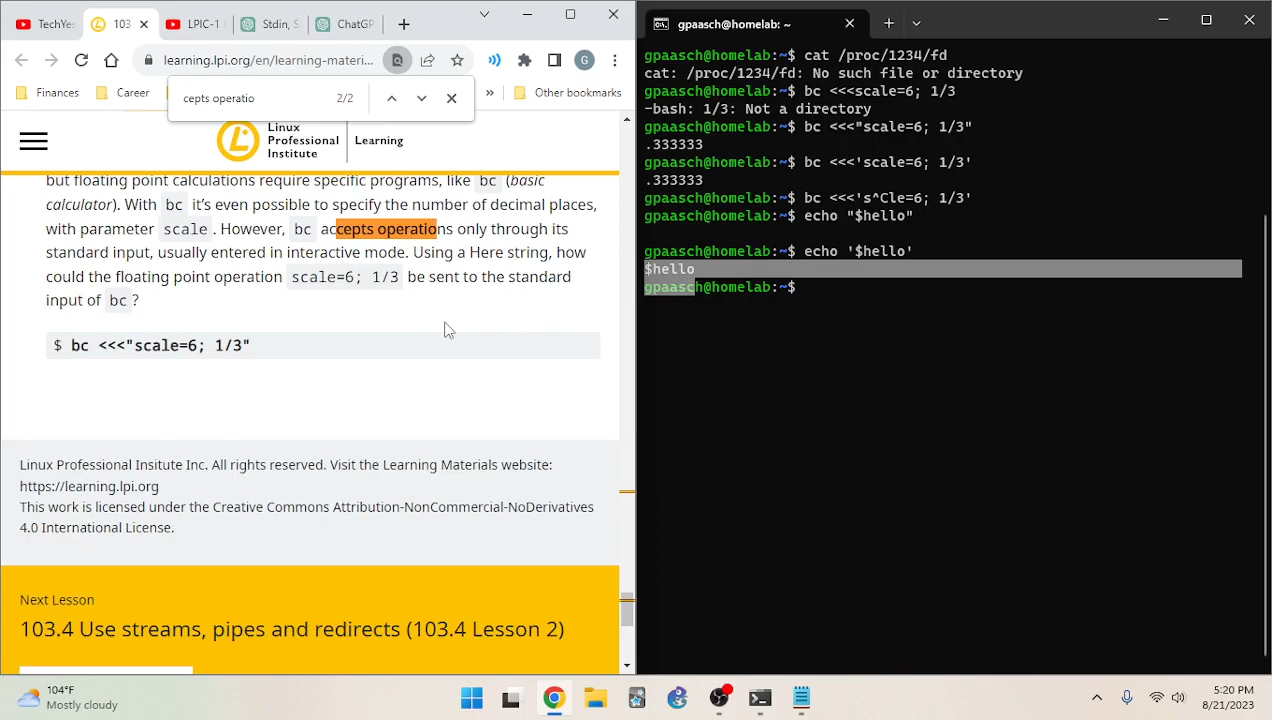 TechYes
103
LPIC-1
Stdin, S
ChatGP
learning.lpi.org/en/learning-materi...
G
Finances
Career
»
Other bookmarks
cepts operatio
2/2
Linux
Professional
Institute
Learning
but floating point calculations require specific programs, like bc (basic
calculator). With bc it's even possible to specify the number of decimal places,
with parameter scale. However, bc accepts operations only through its
standard input, usually entered in interactive mode. Using a Here string, how
could the floating point operation scale=6; 1/3 be sent to the standard
input of bc?
$ bc <<<"scale=6; 1/3"
Linux Professional Insitute Inc. All rights reserved. Visit the Learning Materials website:
https://learning.lpi.org
This work is licensed under the Creative Commons Attribution-NonCommercial-NoDerivatives
4.0 International License.
Next Lesson
103.4 Use streams, pipes and redirects (103.4 Lesson 2)
gpaasch@homelab: ~
gpaasch@homelab:~$ cat /proc/1234/fd
cat: /proc/1234/fd: No such file or directory
gpaasch@homelab:~$ bc <<<scale=6; 1/3
-bash: 1/3: Not a directory
gpaasch@homelab:~$ bc <<<"scale=6; 1/3"
.333333
gpaasch@homelab:~$ bc <<<'scale=6; 1/3'
.333333
gpaasch@homelab:~$ bc <<<'s^Cle=6; 1/3'
gpaasch@homelab:~$ echo "$hello"
gpaasch@homelab:~$ echo '$hello'
$hello
gpaasch@homelab:~$
104°F
Mostly cloudy
5:20 PM
8/21/2023